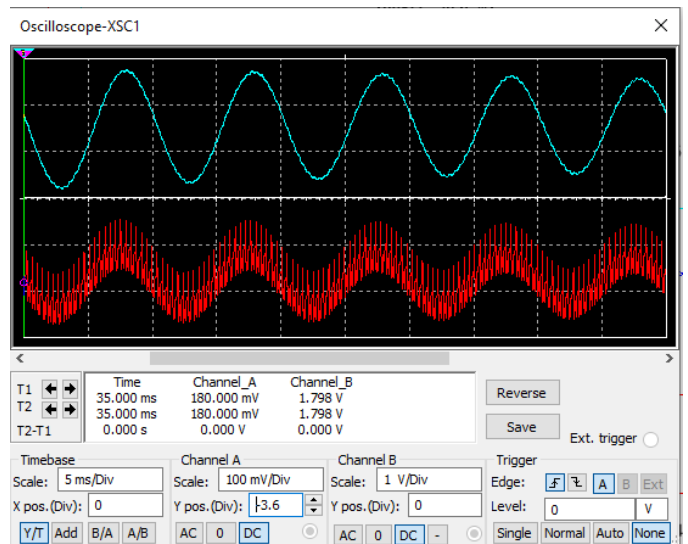 Oscilloscope-XSC1
Time Channel_A Channel_B
T1 35.000 ms 180.000 mV 1.798 V
T2 35.000 ms 180.000 mV 1.798 V
T2-T1 0.000 s 0.000 V 0.000 V
Reverse
Save
Ext. trigger
Timebase
Scale: 5 ms/Div
X pos.(Div): 0
Y/T Add B/A A/B
Channel A
Scale: 100 mV/Div
Y pos.(Div): -3.6
AC 0 DC
Channel B
Scale: 1 V/Div
Y pos.(Div): 0
AC 0 DC -
Trigger
Edge: A B Ext
Level: 0 V
Single Normal Auto None